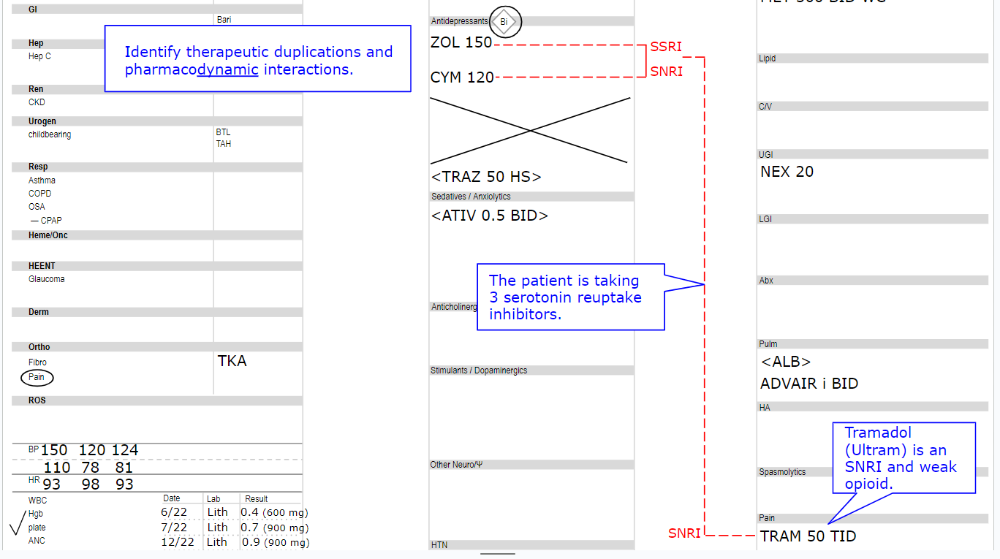 GI
Bari
Identify therapeutic duplications and
pharmacodynamic interactions.
Hep
Hep C
Ren
CKD
Urogen
childbearing
BTL
TAH
Resp
Asthma
COPD
OSA
— CPAP
Heme/Onc
HEENT
Glaucoma
Derm
Ortho
Fibro
TKA
Pain
ROS
BP 150 120 124
110 78 81
HR 93 98 93
WBC
Hgb
plate
ANC
Date Lab Result
6/22 Lith 0.4 (600 mg)
7/22 Lith 0.7 (900 mg)
12/22 Lith 0.9 (900 mg)
Antidepressants Bi
ZOL 150
SSRI
CYM 120
SNRI
<TRAZ 50 HS>
Sedatives / Anxiolytics
<ATIV 0.5 BID>
The patient is taking
3 serotonin reuptake
inhibitors.
Anticholinerg
Stimulants / Dopaminergics
Other Neuro/Ψ
HTN
Lipid
C/V
UGI
NEX 20
LGI
Abx
Pulm
<ALB>
ADVAIR i BID
HA
Tramadol
(Ultram) is an
SNRI and weak
opioid.
Spasmolytics
Pain
SNRI
TRAM 50 TID